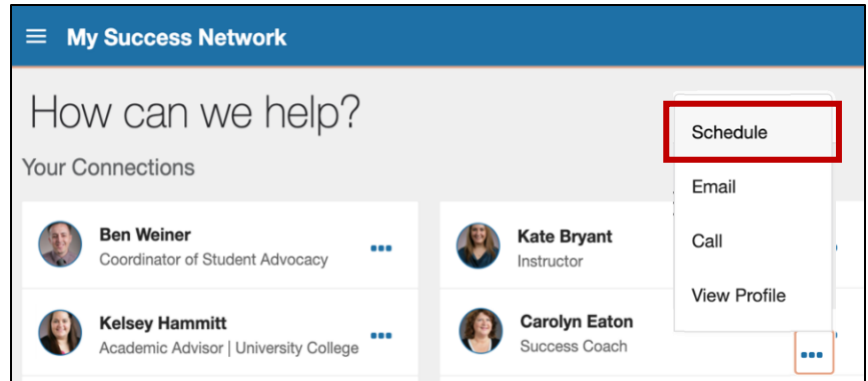 My Success Network
How can we help?
Your Connections
Schedule
Email
Call
View Profile
Ben Weiner
Coordinator of Student Advocacy
Kate Bryant
Instructor
Kelsey Hammitt
Academic Advisor | University College
Carolyn Eaton
Success Coach